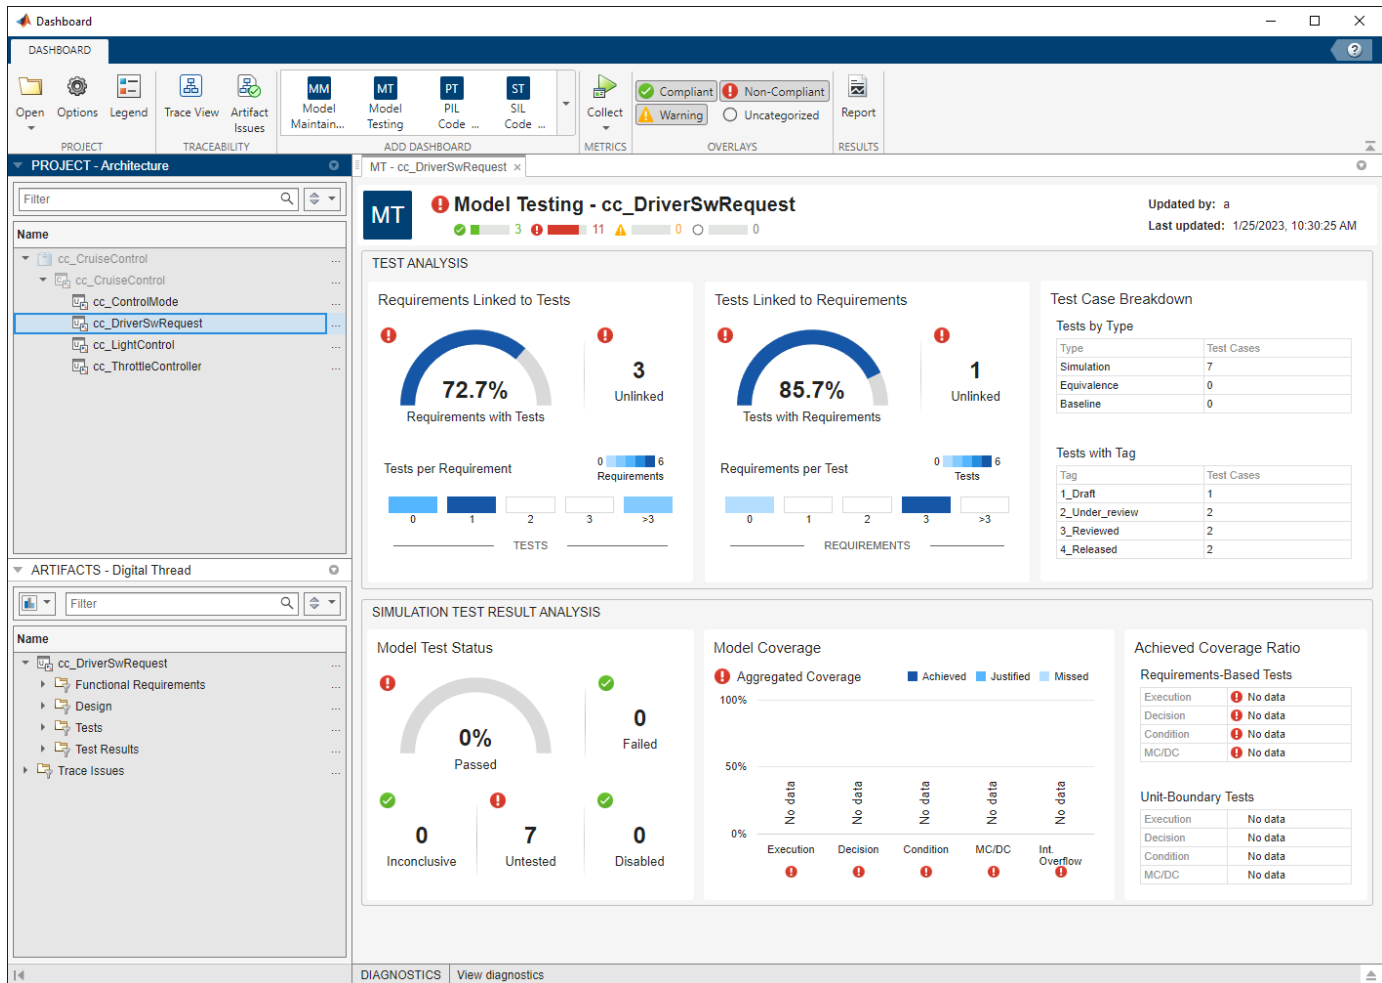 Dashboard
DASHBOARD
?
Open
Options
Legend
Trace View
Artifact
Issues
MM
Model
Maintain...
MT
Model
Testing
PT
PIL
Code ...
ST
SIL
Code ...
Collect
Compliant
Non-Compliant
Warning
Uncategorized
Report
PROJECT
TRACEABILITY
ADD DASHBOARD
METRICS
OVERLAYS
RESULTS
PROJECT - Architecture
Filter
Name
cc_CruiseControl ...
cc_CruiseControl ...
cc_ControlMode ...
cc_DriverSwRequest ...
cc_LightControl ...
cc_ThrottleController ...
ARTIFACTS - Digital Thread
Filter
Name
cc_DriverSwRequest ...
Functional Requirements ...
Design ...
Tests ...
Test Results ...
Trace Issues ...
MT - cc_DriverSwRequest ×
MT
Model Testing - cc_DriverSwRequest
3 11 0 0
Updated by: a
Last updated: 1/25/2023, 10:30:25 AM
TEST ANALYSIS
Requirements Linked to Tests
72.7%
Requirements with Tests
3
Unlinked
Tests per Requirement
0 6
Requirements
0 1 2 3 >3
TESTS
Tests Linked to Requirements
85.7%
Tests with Requirements
1
Unlinked
Requirements per Test
0 6
Tests
0 1 2 3 >3
REQUIREMENTS
Test Case Breakdown
Tests by Type
Type Test Cases
Simulation 7
Equivalence 0
Baseline 0
Tests with Tag
Tag Test Cases
1_Draft 1
2_Under_review 2
3_Reviewed 2
4_Released 2
SIMULATION TEST RESULT ANALYSIS
Model Test Status
0%
Passed
0
Failed
0
Inconclusive
7
Untested
0
Disabled
Model Coverage
Aggregated Coverage
Achieved Justified Missed
100%
50%
0%
No data
No data
No data
No data
No data
Execution
Decision
Condition
MC/DC
Int.
Overflow
Achieved Coverage Ratio
Requirements-Based Tests
Execution No data
Decision No data
Condition No data
MC/DC No data
Unit-Boundary Tests
Execution No data
Decision No data
Condition No data
MC/DC No data
DIAGNOSTICS View diagnostics